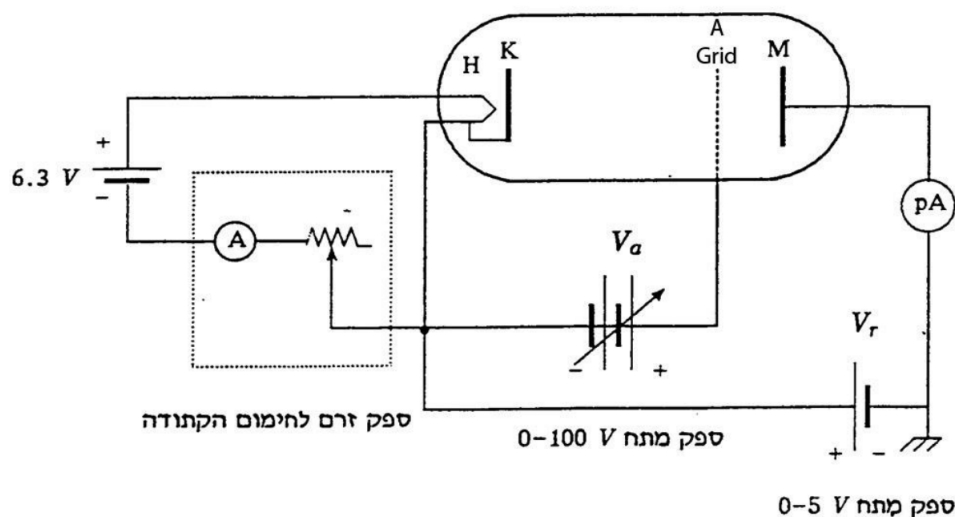 A
Grid
H K
M
+
6.3 V
−
A
pA
V_a
− +
V_r
+ −
ספק זרם לחימום הקתודה
ספק מתח 0-100 V
ספק מתח 0-5 V